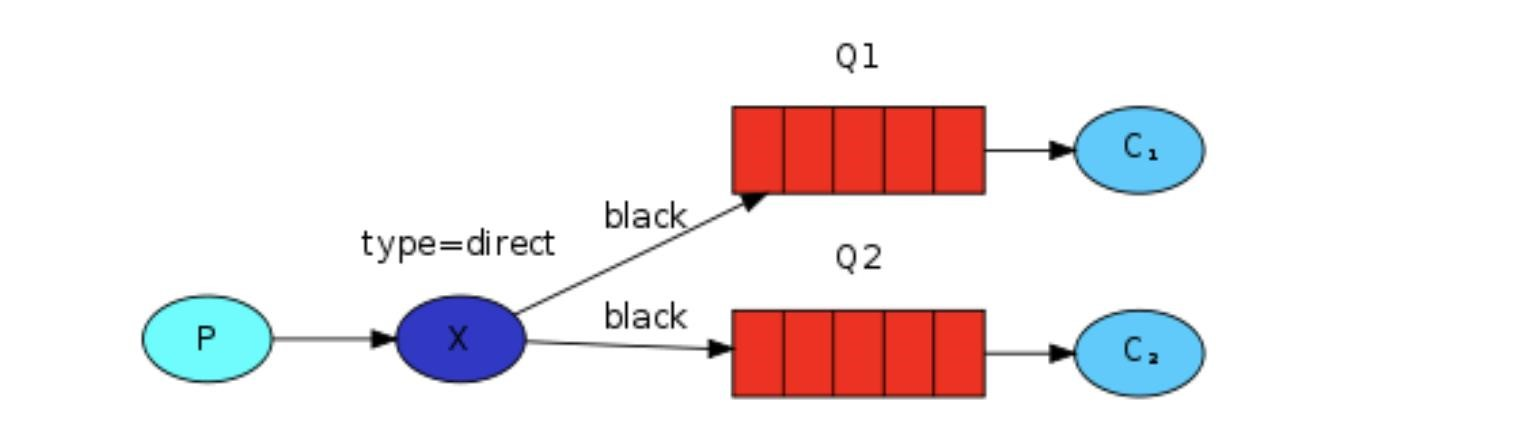 Q1
C₁
black
type=direct
Q2
black
P
X
C₂